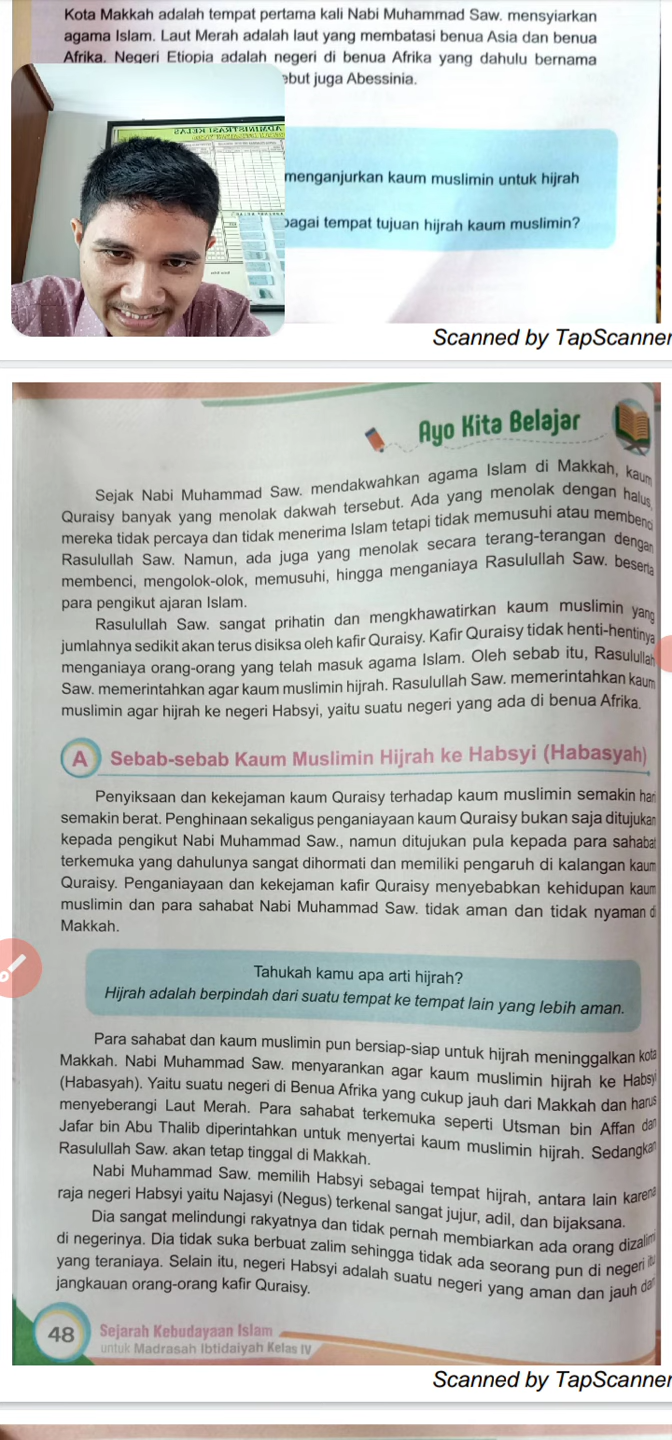 Kota Makkah adalah tempat pertama kali Nabi Muhammad Saw. mensyiarkan
agama Islam. Laut Merah adalah laut yang membatasi benua Asia dan benua
Afrika. Negeri Etiopia adalah negeri di benua Afrika yang dahulu bernama
ebut juga Abessinia.
ADMINISTRASI KELAS
menganjurkan kaum muslimin untuk hijrah
bagai tempat tujuan hijrah kaum muslimin?
Scanned by TapScanner
Ayo Kita Belajar
Sejak Nabi Muhammad Saw. mendakwahkan agama Islam di Makkah, kaum
Quraisy banyak yang menolak dakwah tersebut. Ada yang menolak dengan halus,
mereka tidak percaya dan tidak menerima Islam tetapi tidak memusuhi atau membenci
Rasulullah Saw. Namun, ada juga yang menolak secara terang-terangan dengan
membenci, mengolok-olok, memusuhi, hingga menganiaya Rasulullah Saw. beserta
para pengikut ajaran Islam.
Rasulullah Saw. sangat prihatin dan mengkhawatirkan kaum muslimin yang
jumlahnya sedikit akan terus disiksa oleh kafir Quraisy. Kafir Quraisy tidak henti-hentinya
menganiaya orang-orang yang telah masuk agama Islam. Oleh sebab itu, Rasulullah
Saw. memerintahkan agar kaum muslimin hijrah. Rasulullah Saw. memerintahkan kaum
muslimin agar hijrah ke negeri Habsyi, yaitu suatu negeri yang ada di benua Afrika.
A Sebab-sebab Kaum Muslimin Hijrah ke Habsyi (Habasyah)
Penyiksaan dan kekejaman kaum Quraisy terhadap kaum muslimin semakin hari
semakin berat. Penghinaan sekaligus penganiayaan kaum Quraisy bukan saja ditujukan
kepada pengikut Nabi Muhammad Saw., namun ditujukan pula kepada para sahabat
terkemuka yang dahulunya sangat dihormati dan memiliki pengaruh di kalangan kaum
Quraisy. Penganiayaan dan kekejaman kafir Quraisy menyebabkan kehidupan kaum
muslimin dan para sahabat Nabi Muhammad Saw. tidak aman dan tidak nyaman di
Makkah.
Tahukah kamu apa arti hijrah?
Hijrah adalah berpindah dari suatu tempat ke tempat lain yang lebih aman.
Para sahabat dan kaum muslimin pun bersiap-siap untuk hijrah meninggalkan kota
Makkah. Nabi Muhammad Saw. menyarankan agar kaum muslimin hijrah ke Habsyi
(Habasyah). Yaitu suatu negeri di Benua Afrika yang cukup jauh dari Makkah dan harus
menyeberangi Laut Merah. Para sahabat terkemuka seperti Utsman bin Affan dan
Jafar bin Abu Thalib diperintahkan untuk menyertai kaum muslimin hijrah. Sedangkan
Rasulullah Saw. akan tetap tinggal di Makkah.
Nabi Muhammad Saw. memilih Habsyi sebagai tempat hijrah, antara lain karena
raja negeri Habsyi yaitu Najasyi (Negus) terkenal sangat jujur, adil, dan bijaksana.
Dia sangat melindungi rakyatnya dan tidak pernah membiarkan ada orang dizalimi
di negerinya. Dia tidak suka berbuat zalim sehingga tidak ada seorang pun di negeri itu
yang teraniaya. Selain itu, negeri Habsyi adalah suatu negeri yang aman dan jauh dari
jangkauan orang-orang kafir Quraisy.
48 Sejarah Kebudayaan Islam
untuk Madrasah Ibtidaiyah Kelas IV
Scanned by TapScanner